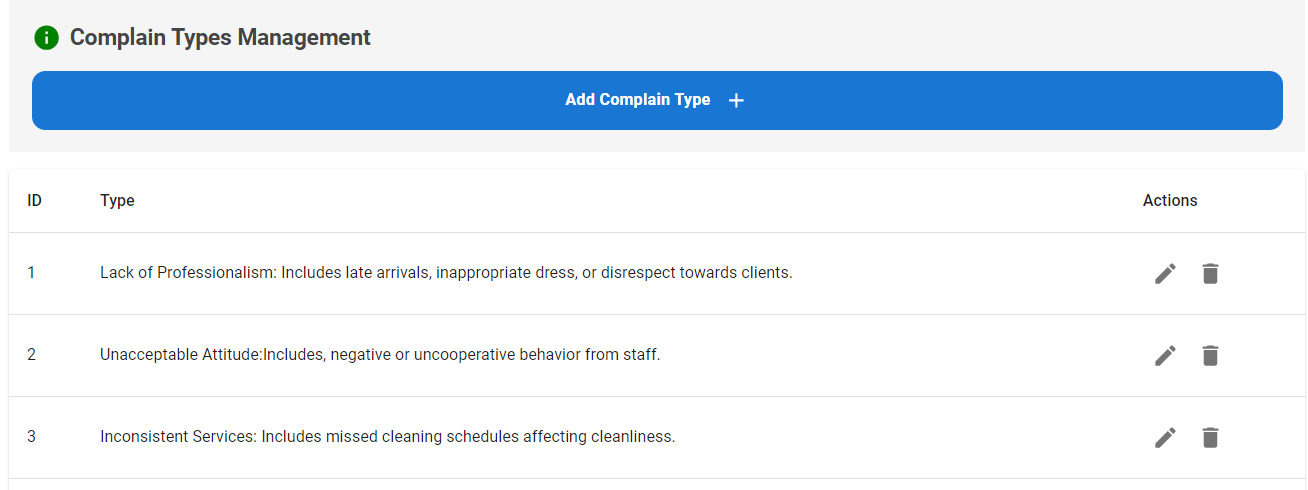 Complain Types Management
Add Complain Type +
ID Type Actions
1 Lack of Professionalism: Includes late arrivals, inappropriate dress, or disrespect towards clients.
2 Unacceptable Attitude:Includes, negative or uncooperative behavior from staff.
3 Inconsistent Services: Includes missed cleaning schedules affecting cleanliness.